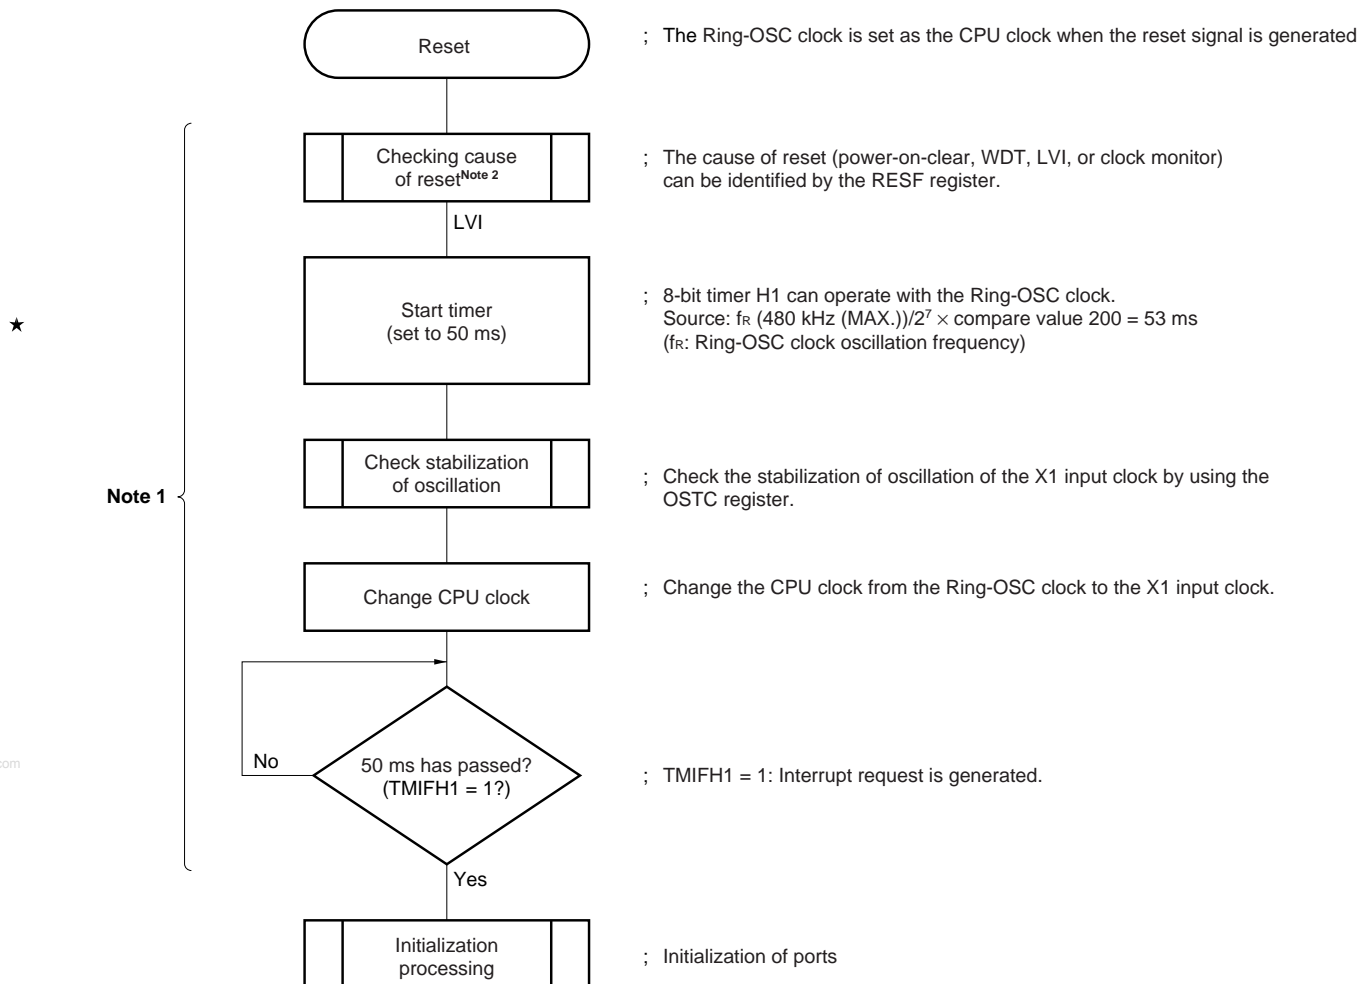 Reset
; The Ring-OSC clock is set as the CPU clock when the reset signal is generated
Checking cause
of reset^Note 2
; The cause of reset (power-on-clear, WDT, LVI, or clock monitor)
can be identified by the RESF register.
LVI
★
Start timer
(set to 50 ms)
; 8-bit timer H1 can operate with the Ring-OSC clock.
Source: fR (480 kHz (MAX.))/2⁷ × compare value 200 = 53 ms
(fR: Ring-OSC clock oscillation frequency)
Note 1
Check stabilization
of oscillation
; Check the stabilization of oscillation of the X1 input clock by using the
OSTC register.
Change CPU clock
; Change the CPU clock from the Ring-OSC clock to the X1 input clock.
com
No
50 ms has passed?
(TMIFH1 = 1?)
; TMIFH1 = 1: Interrupt request is generated.
Yes
Initialization
processing
; Initialization of ports